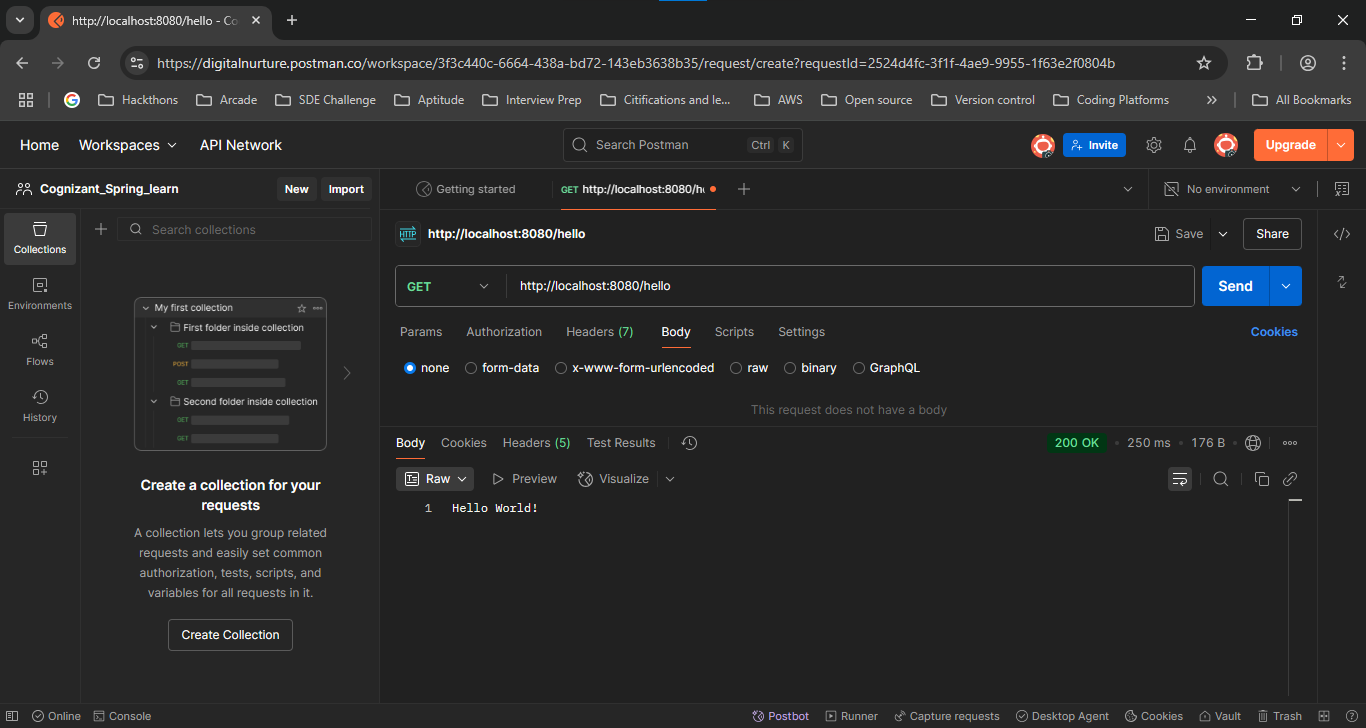 http://localhost:8080/hello - Co
https://digitalnurture.postman.co/workspace/3f3c440c-6664-438a-bd72-143eb3638b35/request/create?requestId=2524d4fc-3f1f-4ae9-9955-1f63e2f0804b
Hackthons Arcade SDE Challenge Aptitude Interview Prep Citifications and le... AWS Open source Version control Coding Platforms » All Bookmarks
Home Workspaces API Network Search Postman Ctrl K Invite Upgrade
Cognizant_Spring_learn New Import Getting started GET http://localhost:8080/he No environment
Collections
Search collections
http://localhost:8080/hello Save Share
HTTP
GET http://localhost:8080/hello Send
Environments
Flows
History
My first collection
First folder inside collection
GET
POST
GET
Second folder inside collection
GET
GET
Create a collection for your
requests
A collection lets you group related
requests and easily set common
authorization, tests, scripts, and
variables for all requests in it.
Create Collection
Params Authorization Headers (7) Body Scripts Settings Cookies
none form-data x-www-form-urlencoded raw binary GraphQL
This request does not have a body
Body Cookies Headers (5) Test Results 200 OK • 250 ms • 176 B
Raw Preview Visualize
1 Hello World!
Online Console Postbot Runner Capture requests Desktop Agent Cookies Vault Trash